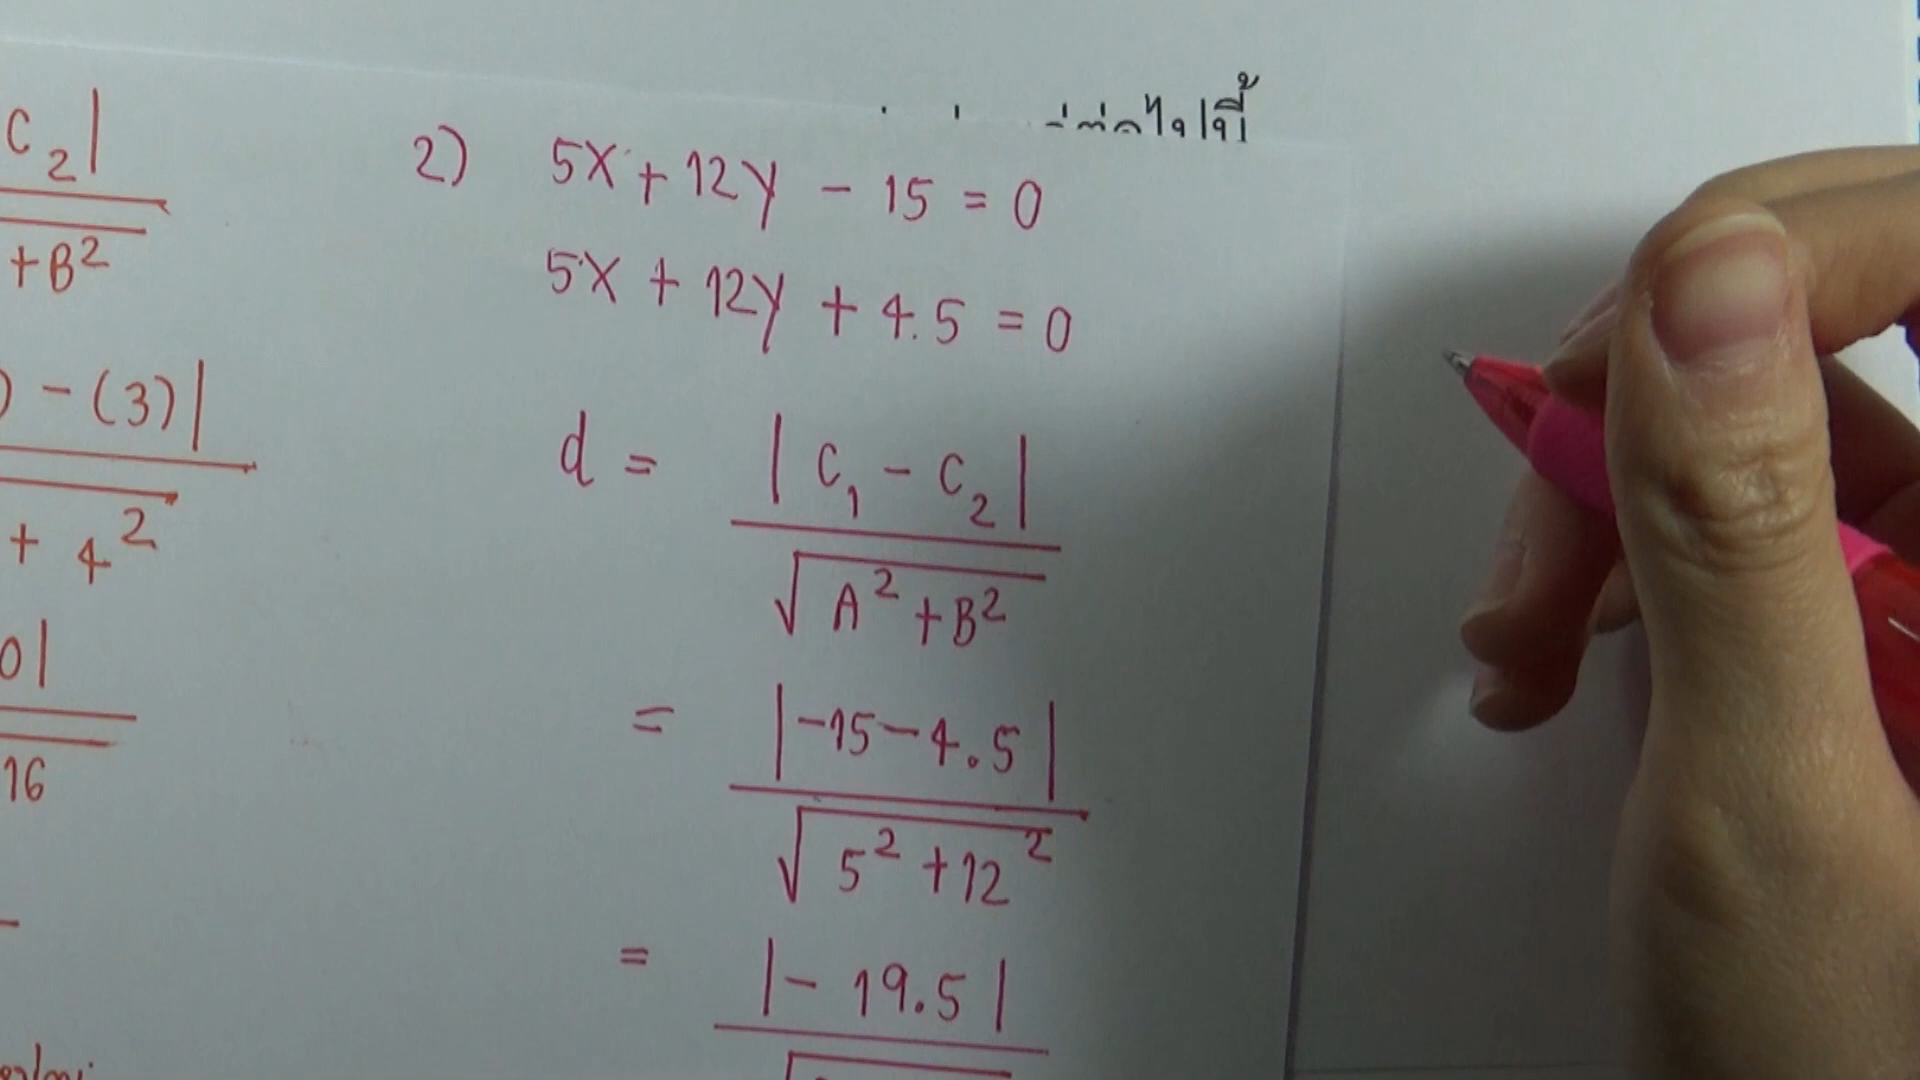 C₂|
+B²
) - (3)|
+ 4²
0|
16
2) 5X + 12y - 15 = 0
5X + 12y + 4.5 = 0
d = | C₁ - C₂ |
√ A² + B²
= | -15 - 4.5 |
√ 5² + 12²
= | - 19.5 |